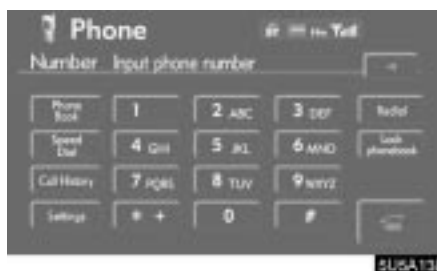 Phone
Number Input phone number
Phone Book 1 2 ABC 3 DEF Redial
Speed Dial 4 GHI 5 JKL 6 MNO Lock phonebook
Call History 7 PQRS 8 TUV 9 WXYZ
Settings * + 0 #